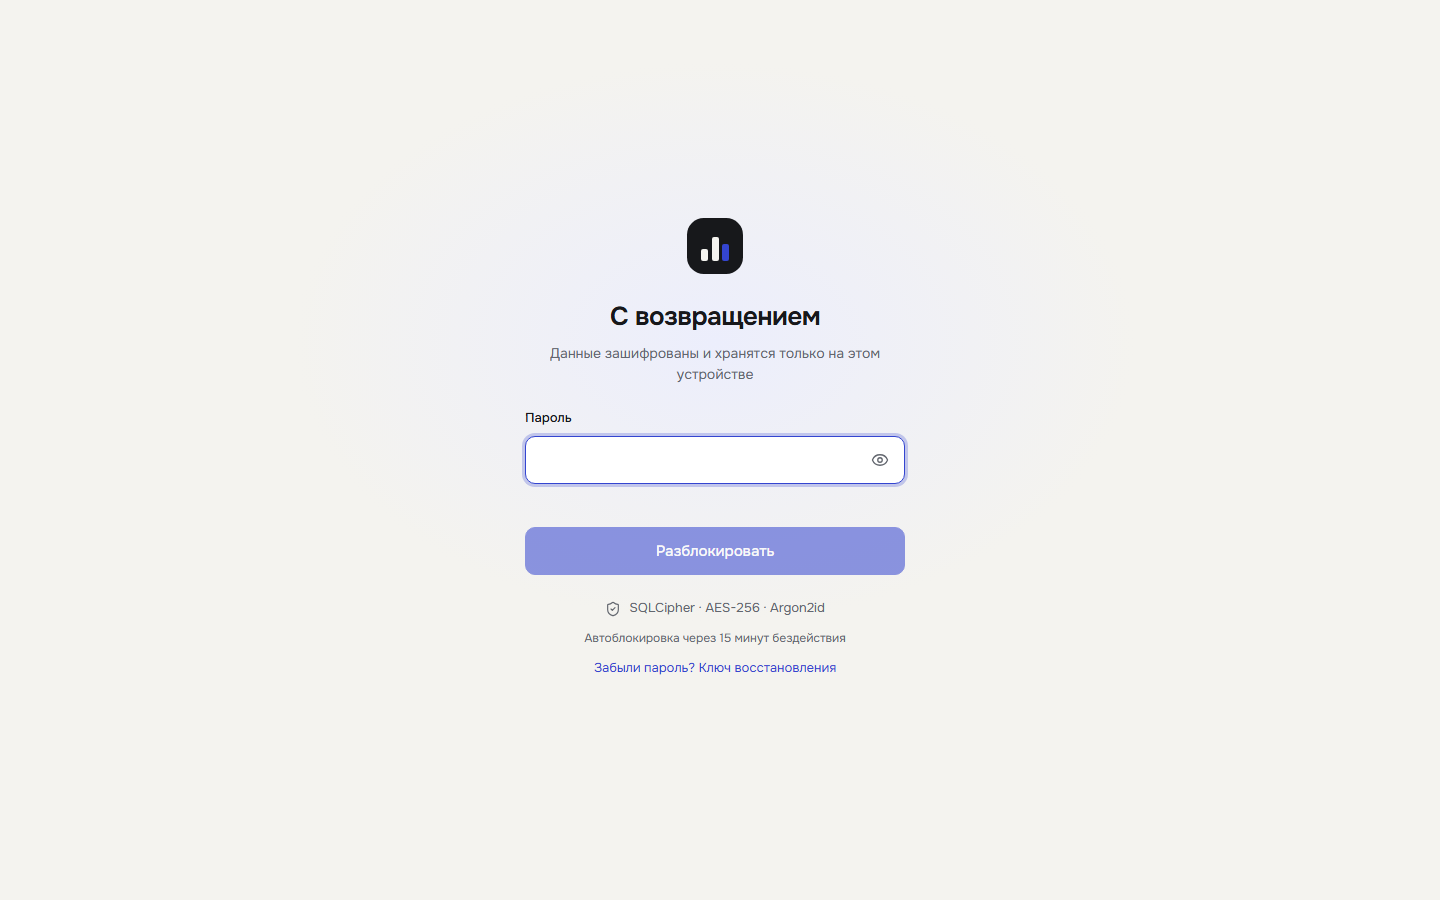 С возвращением
Данные зашифрованы и хранятся только на этом
устройстве
Пароль
Разблокировать
SQLCipher · AES-256 · Argon2id
Автоблокировка через 15 минут бездействия
Забыли пароль? Ключ восстановления